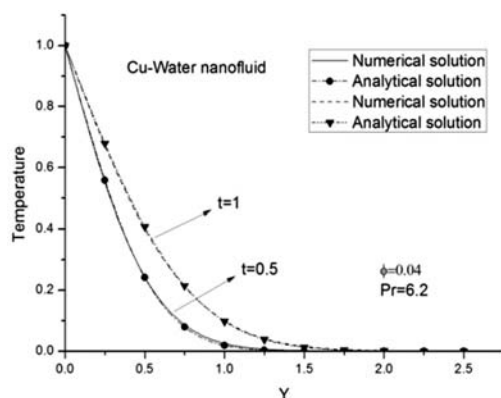 1.0
0.8
0.6
0.4
0.2
0.0
Temperature
Cu-Water nanofluid
Numerical solution
Analytical solution
Numerical solution
Analytical solution
t=1
t=0.5
ϕ=0.04
Pr=6.2
0.0 0.5 1.0 1.5 2.0 2.5
Y